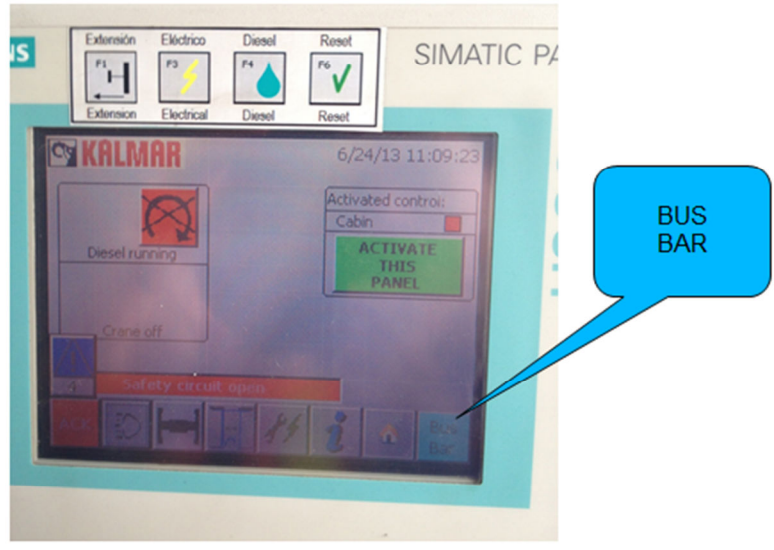 Extensión Eléctrico Diesel Reset
F1 F3 F4 F6
Extension Electrical Diesel Reset
NS
SIMATIC PA
KALMAR
6/24/13 11:09:23
Activated control:
Cabin
Diesel running
ACTIVATE
THIS
PANEL
Crane off
Safety circuit open
ACK
Bus
Bar
BUS
BAR